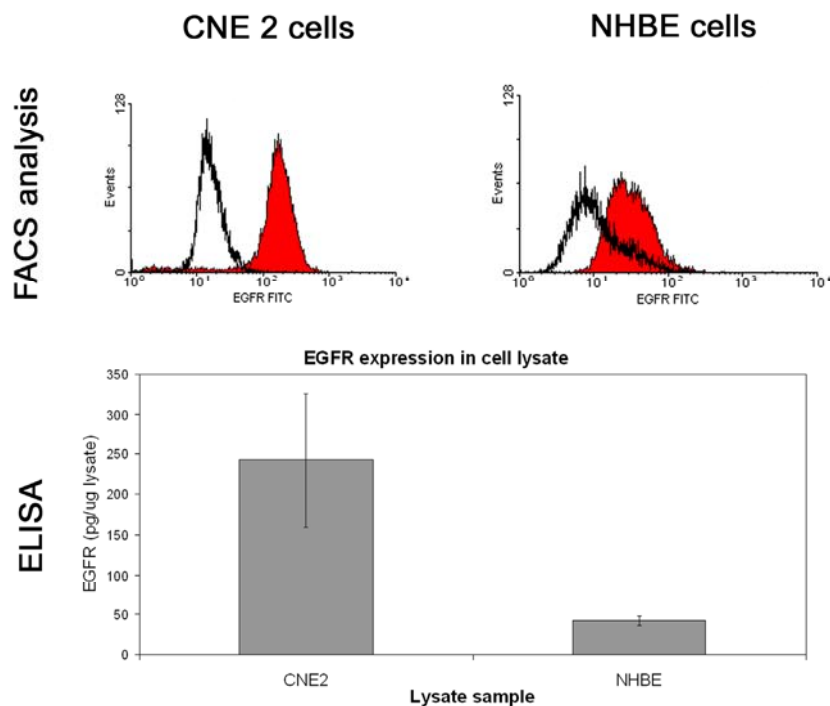 CNE 2 cells
NHBE cells
FACS analysis
128
Events
0
10⁰ 10¹ 10² 10³ 10⁴
EGFR FITC
128
Events
0
10⁰ 10¹ 10² 10³ 10⁴
EGFR FITC
ELISA
EGFR expression in cell lysate
EGFR (pg/ug lysate)
350
300
250
200
150
100
50
0
CNE2
NHBE
Lysate sample